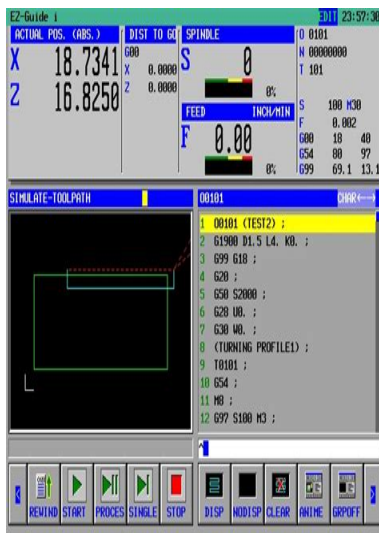 EZ-Guide i EDIT 23:57:30
ACTUAL POS. (ABS.) DIST TO GO SPINDLE O 0101
X 18.7341 G00 S 0 N 00000000
X 0.0000 T 101
Z 16.8250 Z 0.0000
0% S 100 M30
FEED INCH/MIN F 0.002
F 0.00 G00 18 40
G54 80 97
0% G99 69.1 13.1
SIMULATE-TOOLPATH O0101 CHAR
1 O0101 (TEST2) ;
2 G1900 D1.5 L4. K0. ;
3 G99 G18 ;
4 G20 ;
5 G50 S2000 ;
6 G28 U0. ;
7 G30 W0. ;
8 (TURNING PROFILE1) ;
9 T0101 ;
10 G54 ;
11 M8 ;
12 G97 S100 M3 ;
^
REWIND START PROCES SINGLE STOP DISP NODISP CLEAR ANIME GRPOFF